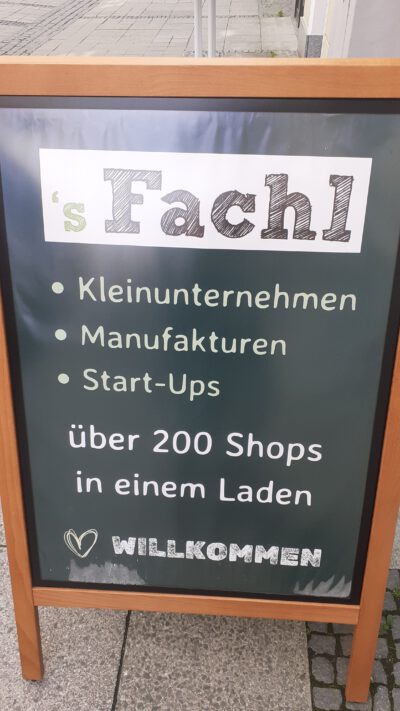 's Fachl
• Kleinunternehmen
• Manufakturen
• Start-Ups
über 200 Shops
in einem Laden
WILLKOMMEN